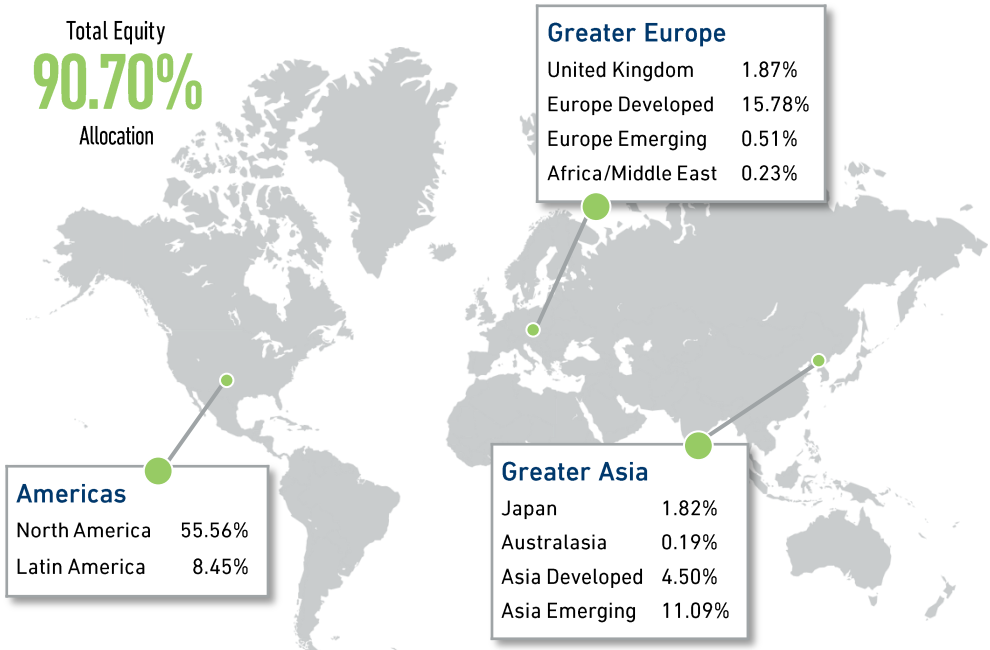 Total Equity
90.70%
Allocation
Greater Europe
United Kingdom 1.87%
Europe Developed 15.78%
Europe Emerging 0.51%
Africa/Middle East 0.23%
Americas
North America 55.56%
Latin America 8.45%
Greater Asia
Japan 1.82%
Australasia 0.19%
Asia Developed 4.50%
Asia Emerging 11.09%